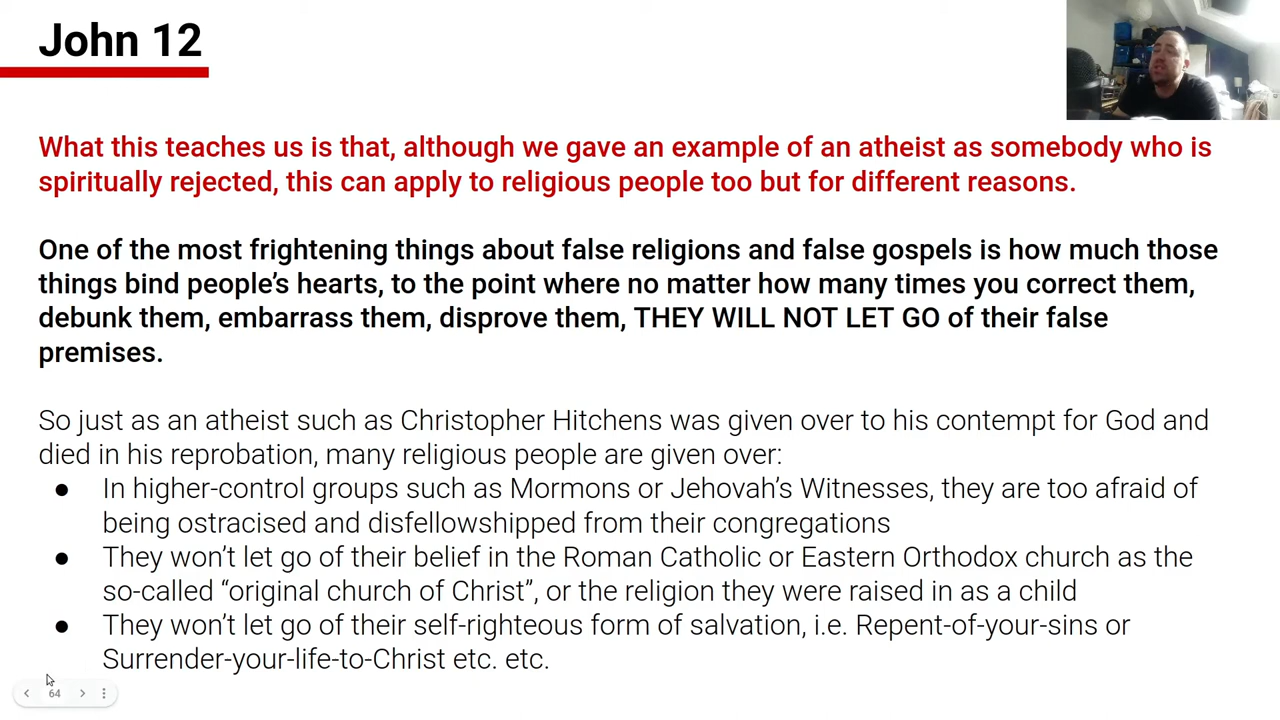 John 12
What this teaches us is that, although we gave an example of an atheist as somebody who is
spiritually rejected, this can apply to religious people too but for different reasons.
One of the most frightening things about false religions and false gospels is how much those
things bind people's hearts, to the point where no matter how many times you correct them,
debunk them, embarrass them, disprove them, THEY WILL NOT LET GO of their false
premises.
So just as an atheist such as Christopher Hitchens was given over to his contempt for God and
died in his reprobation, many religious people are given over:
● In higher-control groups such as Mormons or Jehovah's Witnesses, they are too afraid of
being ostracised and disfellowshipped from their congregations
● They won't let go of their belief in the Roman Catholic or Eastern Orthodox church as the
so-called “original church of Christ”, or the religion they were raised in as a child
● They won't let go of their self-righteous form of salvation, i.e. Repent-of-your-sins or
Surrender-your-life-to-Christ etc. etc.
64